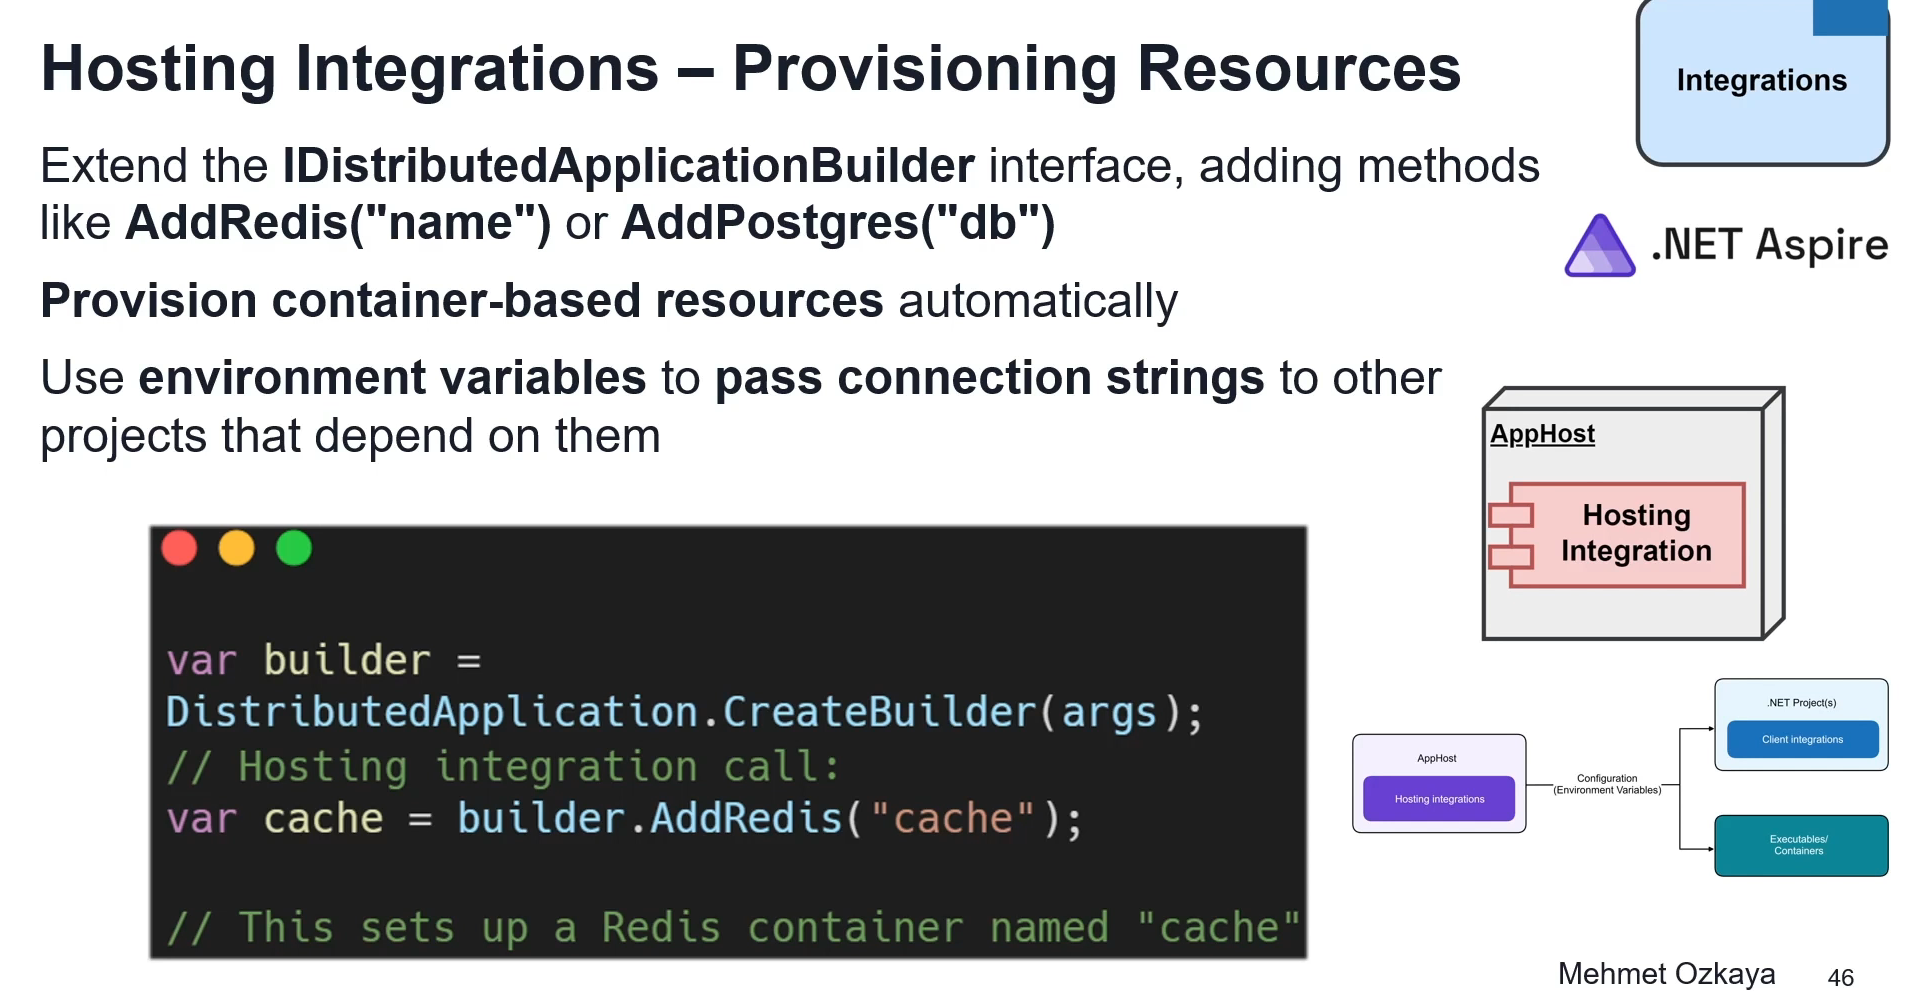 Hosting Integrations – Provisioning Resources
Integrations
Extend the IDistributedApplicationBuilder interface, adding methods
like AddRedis("name") or AddPostgres("db")
.NET Aspire
Provision container-based resources automatically
Use environment variables to pass connection strings to other
projects that depend on them
AppHost
Hosting
Integration
var builder =
DistributedApplication.CreateBuilder(args);
// Hosting integration call:
var cache = builder.AddRedis("cache");
// This sets up a Redis container named "cache"
AppHost
Hosting integrations
Configuration
(Environment Variables)
.NET Project(s)
Client integrations
Executables/
Containers
Mehmet Ozkaya
46